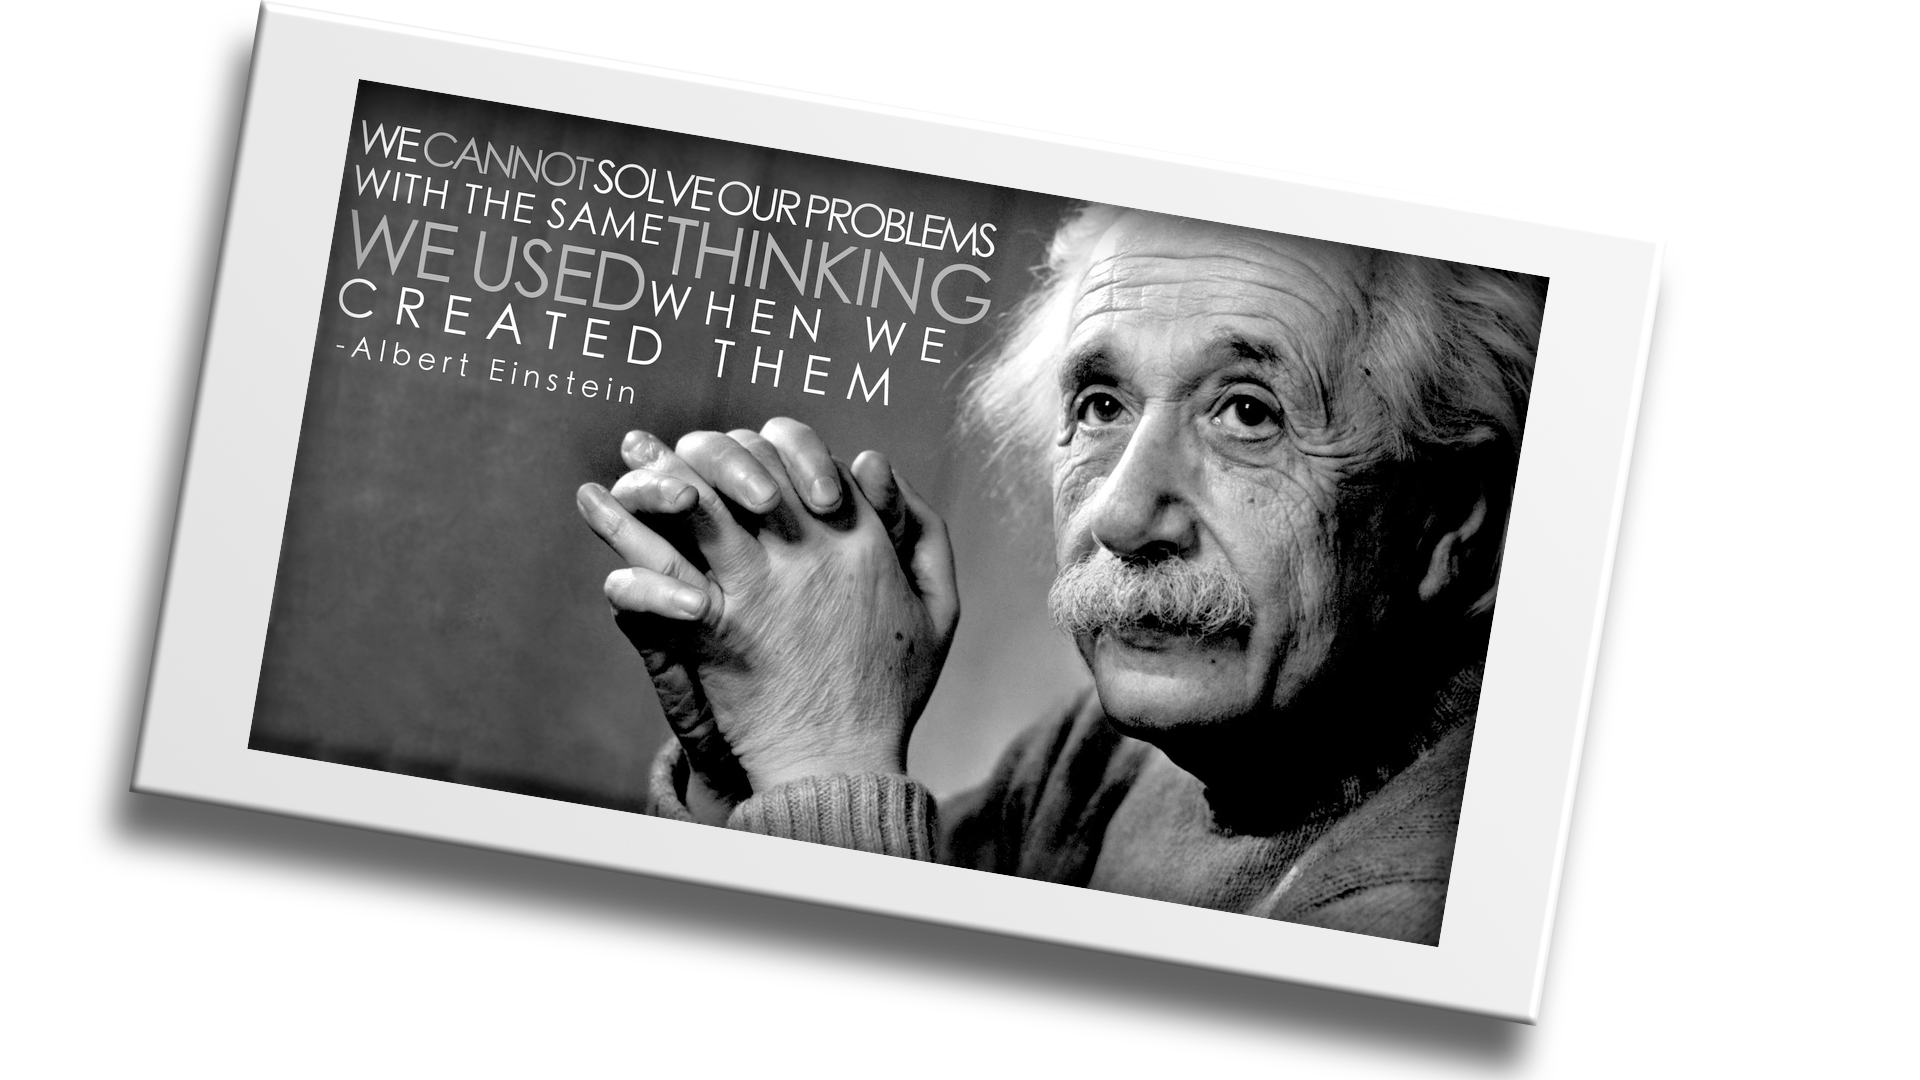 WE CANNOT SOLVE OUR PROBLEMS
WITH THE SAME THINKING
WE USED WHEN WE
CREATED THEM
-Albert Einstein